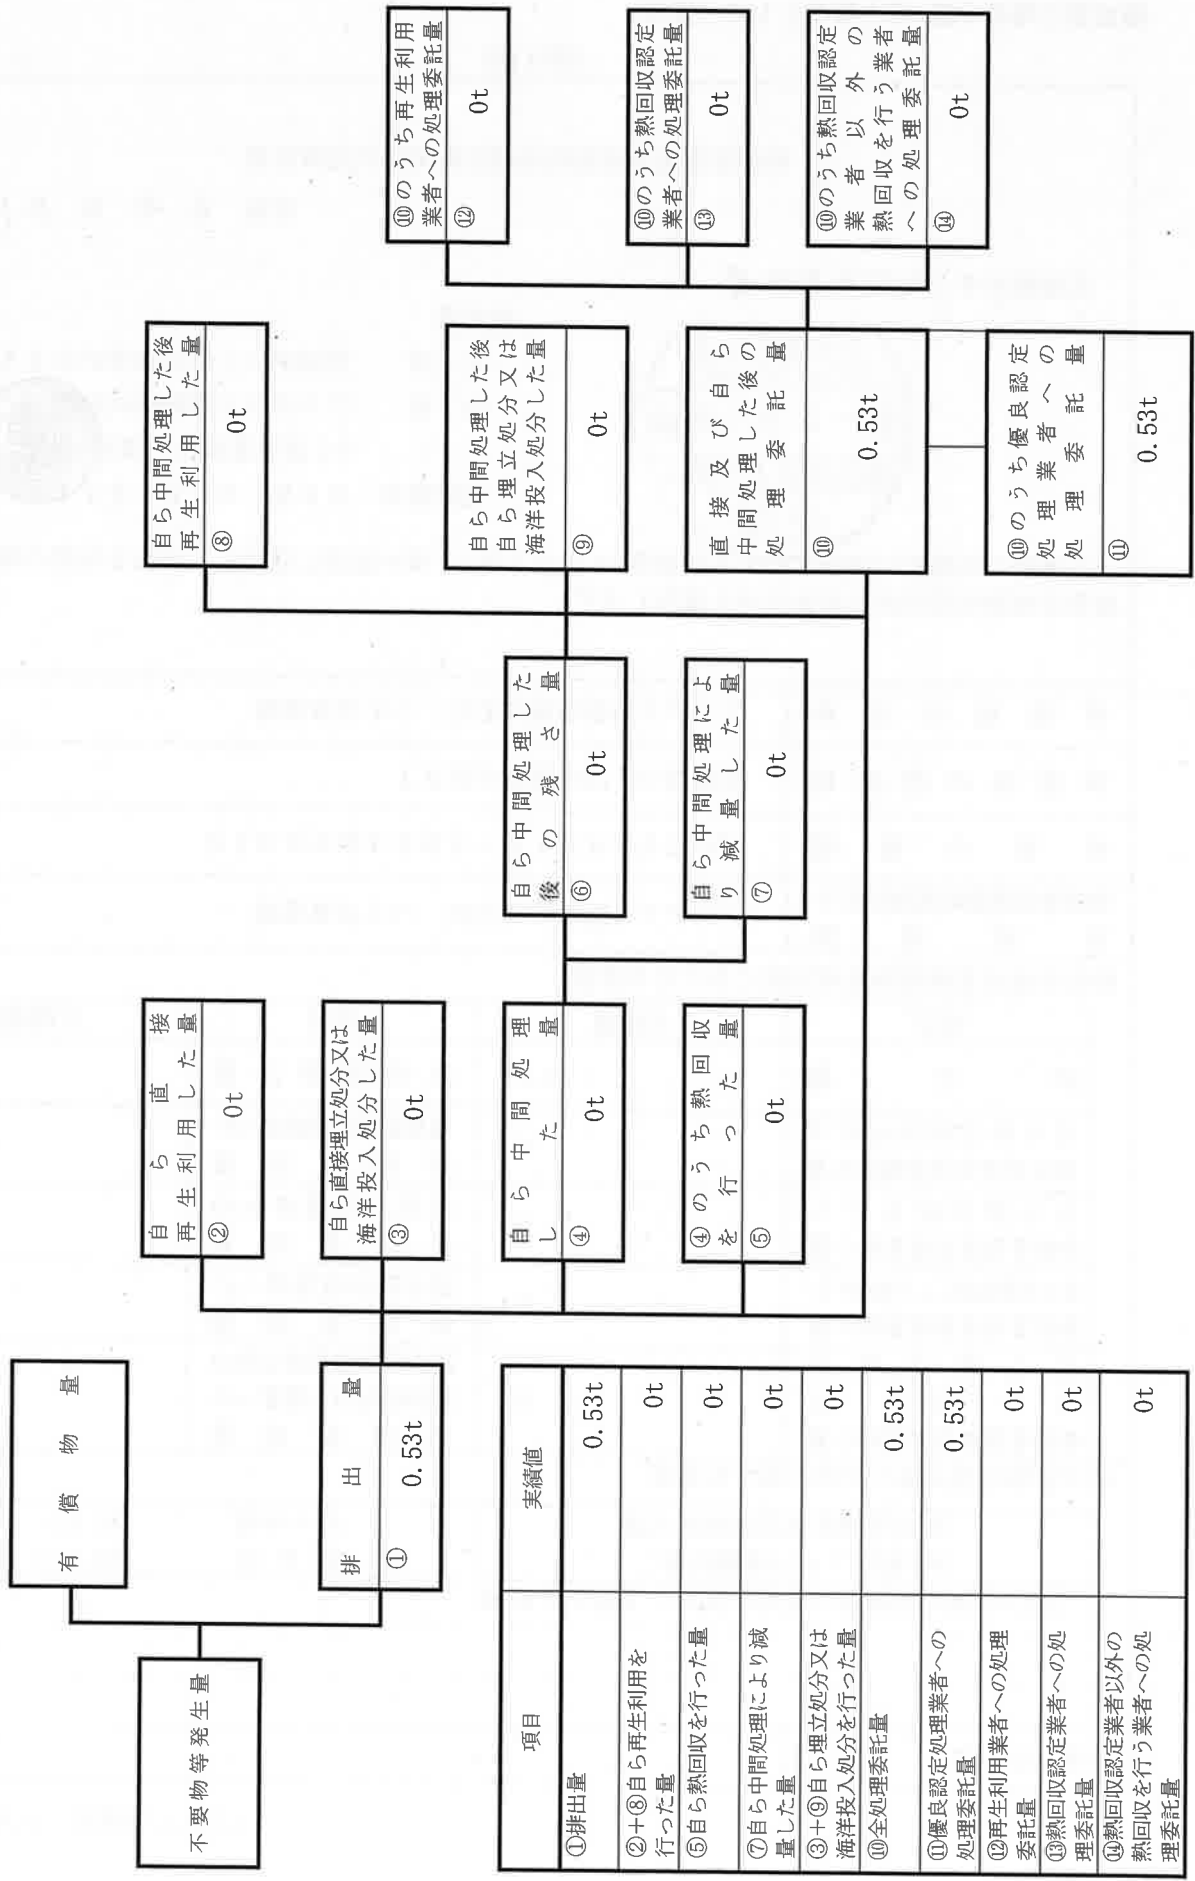 不要物等発生量
有償物量
排出量
① 0.53t
自ら直接
再生利用した量
② 0t
自ら直接埋立処分又は
海洋投入処分した量
③ 0t
自ら中間処理
した量
④ 0t
④のうち熱回収
を行った量
⑤ 0t
自ら中間処理した
後の残さ量
⑥ 0t
自ら中間処理によ
り減量した量
⑦ 0t
自ら中間処理した後
再生利用した量
⑧ 0t
自ら中間処理した後
自ら埋立処分又は
海洋投入処分した量
⑨ 0t
直接及び自ら
中間処理した後の
処理委託量
⑩ 0.53t
⑩のうち優良認定
処理業者への
処理委託量
⑪ 0.53t
⑩のうち再生利用
業者への処理委託量
⑫ 0t
⑩のうち熱回収認定
業者への処理委託量
⑬ 0t
⑩のうち熱回収認定
業者以外の
熱回収を行う業者
への処理委託量
⑭ 0t
項目 実績値
①排出量 0.53t
②+⑧自ら再生利用を
行った量 0t
⑤自ら熱回収を行った量 0t
⑦自ら中間処理により減
量した量 0t
③+⑨自ら埋立処分又は
海洋投入処分を行った量 0t
⑩全処理委託量 0.53t
⑪優良認定処理業者への
処理委託量 0.53t
⑫再生利用業者への処理
委託量 0t
⑬熱回収認定業者への処
理委託量 0t
⑭熱回収認定業者以外の
熱回収を行う業者への処
理委託量 0t